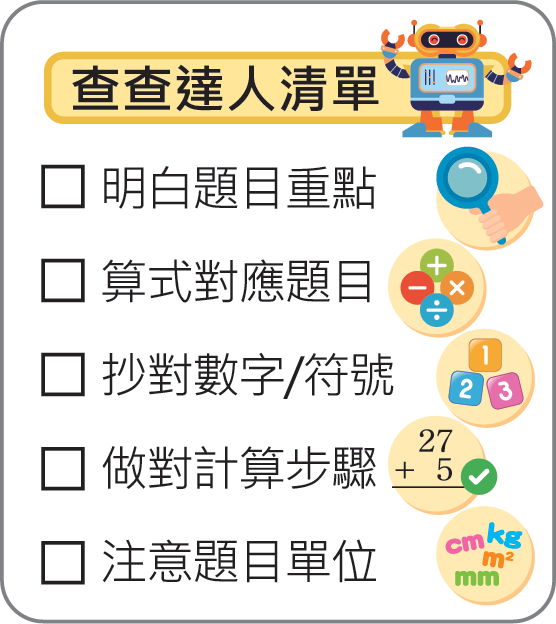 查查達人清單
明白題目重點
算式對應題目
+
− ×
÷
抄對數字/符號
1
2 3
做對計算步驟
27
+ 5
注意題目單位
cm kg
m²
mm